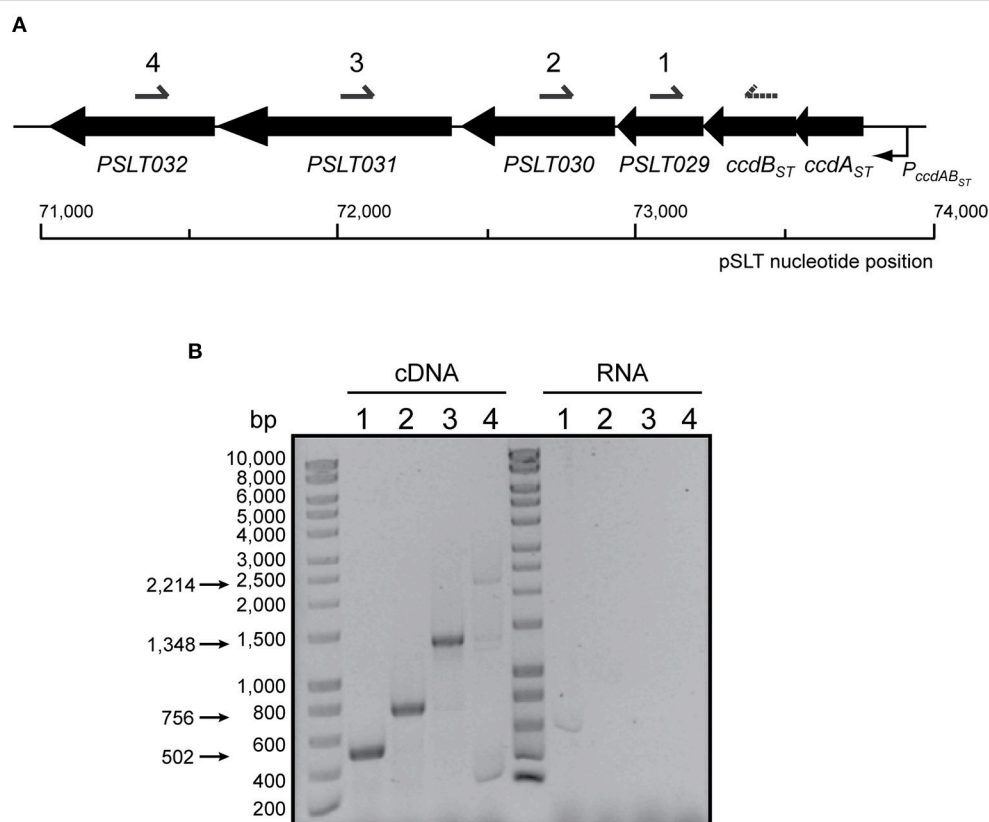 A
4 3 2 1
PSLT032 PSLT031 PSLT030 PSLT029 ccdBST ccdAST PccdABST
71,000 72,000 73,000 74,000
pSLT nucleotide position
B
cDNA RNA
bp 1 2 3 4 1 2 3 4
10,000
8,000
6,000
5,000
4,000
3,000
2,214 2,500
2,000
1,348 1,500
1,000
756 800
600
502 400
200